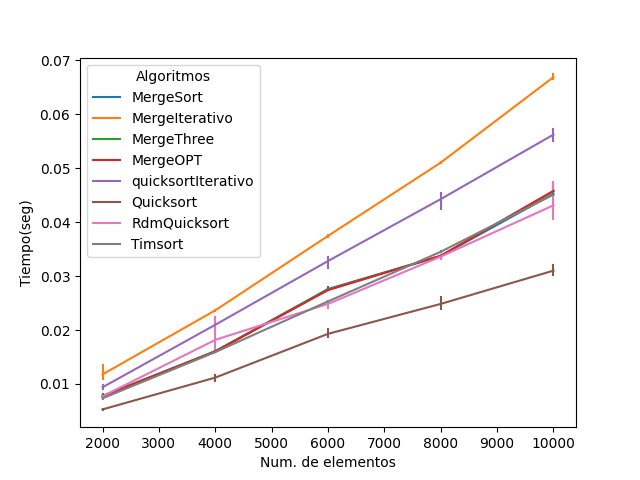 0.07
0.06
0.05
0.04
0.03
0.02
0.01
Tiempo(seg)
Algoritmos
MergeSort
MergeIterativo
MergeThree
MergeOPT
quicksortIterativo
Quicksort
RdmQuicksort
Timsort
2000 3000 4000 5000 6000 7000 8000 9000 10000
Num. de elementos